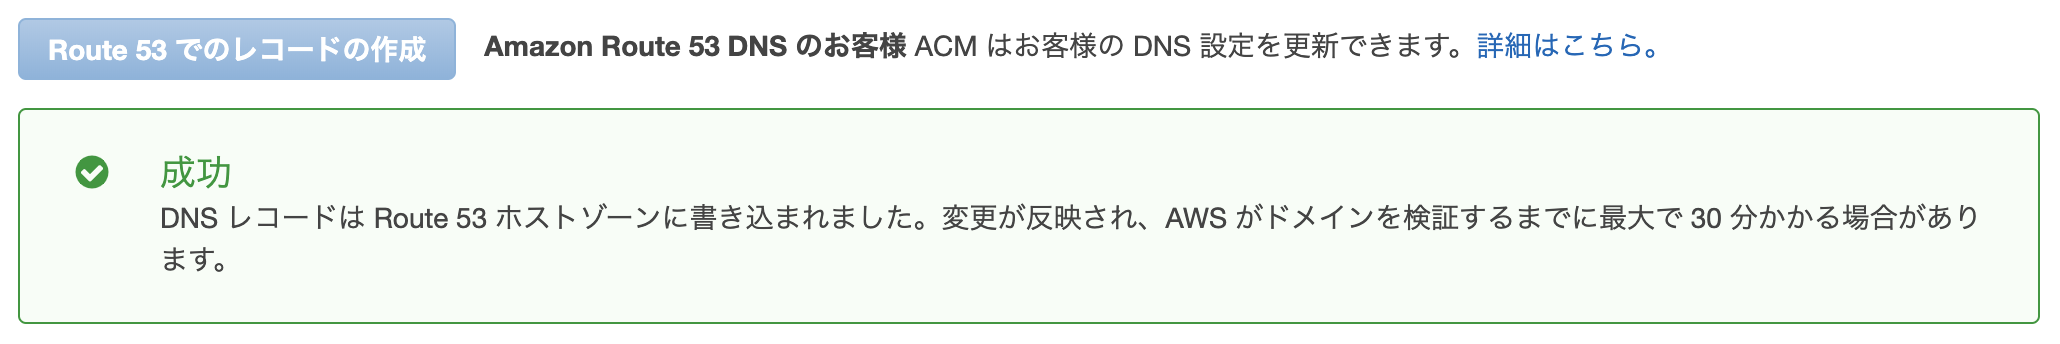 Route 53 でのレコードの作成 Amazon Route 53 DNS のお客様 ACM はお客様の DNS 設定を更新できます。詳細はこちら。
成功
DNS レコードは Route 53 ホストゾーンに書き込まれました。変更が反映され、AWS がドメインを検証するまでに最大で 30 分かかる場合があり
ます。